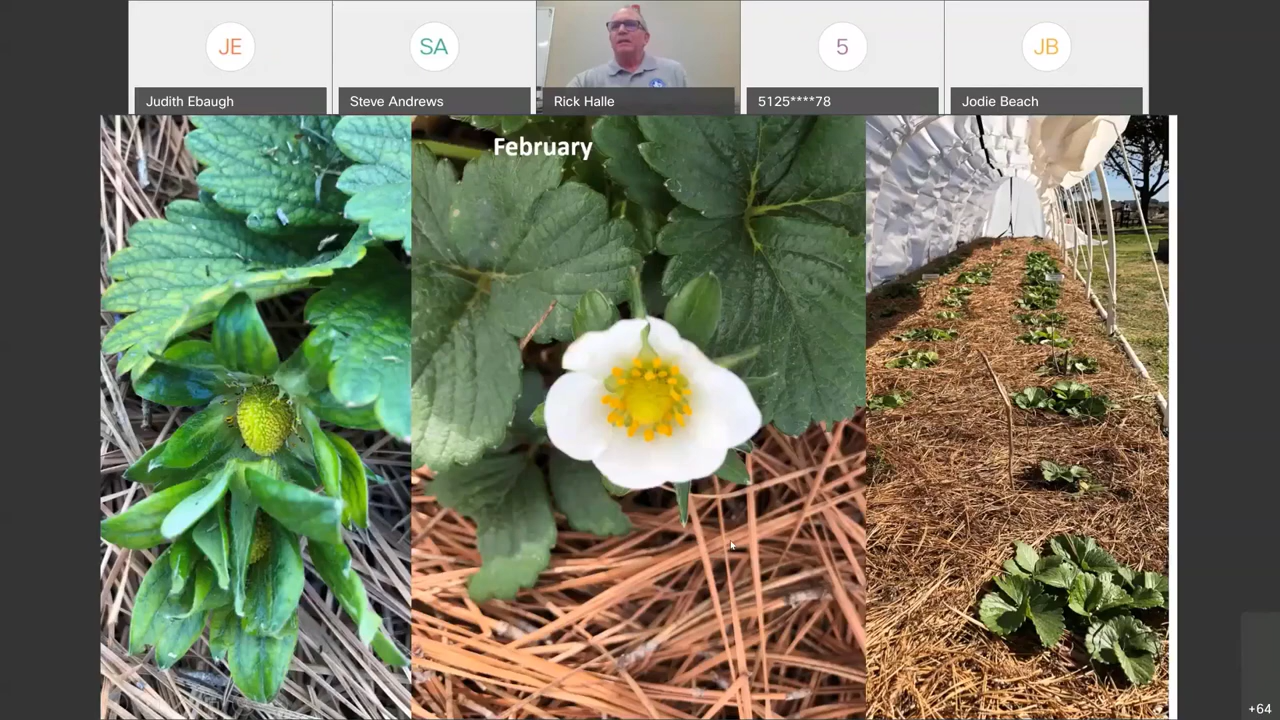 JE
SA
5
JB
Judith Ebaugh
Steve Andrews
Rick Halle
5125****78
Jodie Beach
February
+64